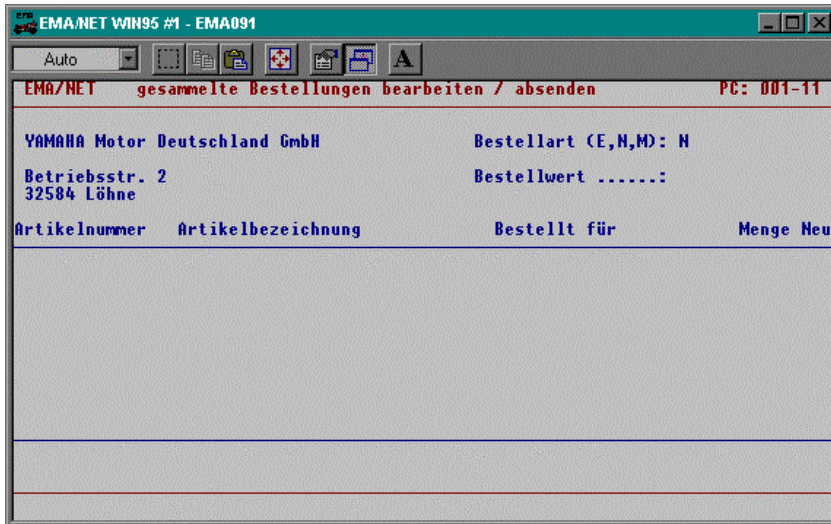 EMA/NET WIN95 #1 - EMA091
Auto
A
EMA/NET gesammelte Bestellungen bearbeiten / absenden PC: 001-11
YAMAHA Motor Deutschland GmbH Bestellart (E,N,M): N
Betriebsstr. 2 Bestellwert ......:
32584 Löhne
Artikelnummer Artikelbezeichnung Bestellt für Menge Neu